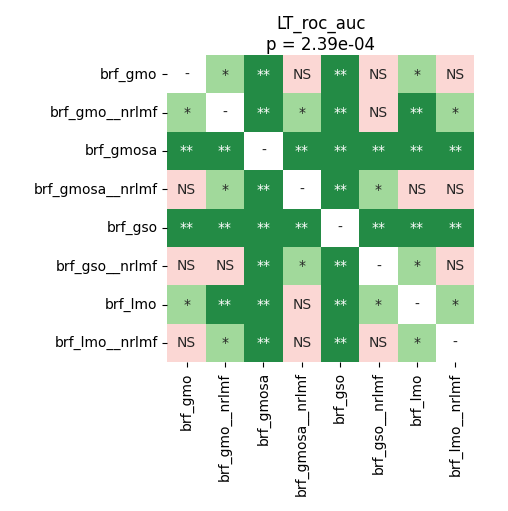 LT_roc_auc
p = 2.39e-04
brf_gmo - * ** NS ** NS * NS
brf_gmo__nrlmf * - ** * ** NS ** *
brf_gmosa ** ** - ** ** ** ** **
brf_gmosa__nrlmf NS * ** - ** * NS NS
brf_gso ** ** ** ** - ** ** **
brf_gso__nrlmf NS NS ** * ** - * NS
brf_lmo * ** ** NS ** * - *
brf_lmo__nrlmf NS * ** NS ** NS * -
brf_gmo
brf_gmo__nrlmf
brf_gmosa
brf_gmosa__nrlmf
brf_gso
brf_gso__nrlmf
brf_lmo
brf_lmo__nrlmf